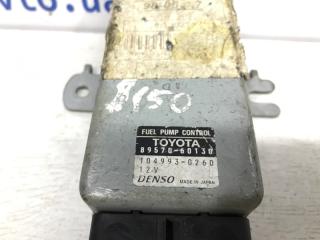 8150
FUEL PUMP CONTROL
TOYOTA
89570-60130
104993-0260
12V
DENSO MADE IN JAPAN